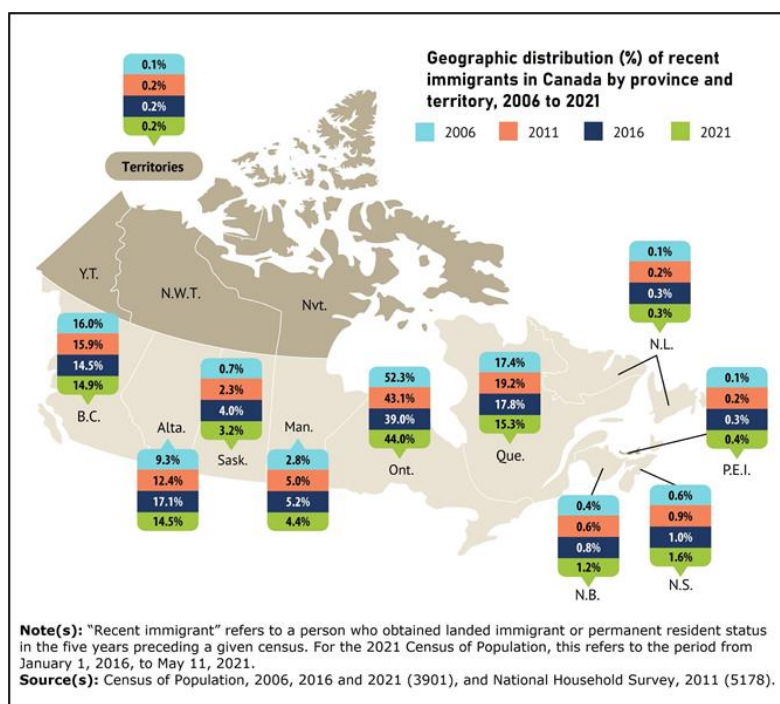 Geographic distribution (%) of recent
immigrants in Canada by province and
territory, 2006 to 2021
2006 2011 2016 2021
0.1%
0.2%
0.2%
0.2%
Territories
Y.T.
N.W.T.
Nvt.
16.0%
15.9%
14.5%
14.9%
B.C.
Alta.
9.3%
12.4%
17.1%
14.5%
0.7%
2.3%
4.0%
3.2%
Sask.
Man.
2.8%
5.0%
5.2%
4.4%
52.3%
43.1%
39.0%
44.0%
Ont.
17.4%
19.2%
17.8%
15.3%
Que.
0.1%
0.2%
0.3%
0.3%
N.L.
0.1%
0.2%
0.3%
0.4%
P.E.I.
0.4%
0.6%
0.8%
1.2%
N.B.
0.6%
0.9%
1.0%
1.6%
N.S.
Note(s): “Recent immigrant” refers to a person who obtained landed immigrant or permanent resident status
in the five years preceding a given census. For the 2021 Census of Population, this refers to the period from
January 1, 2016, to May 11, 2021.
Source(s): Census of Population, 2006, 2016 and 2021 (3901), and National Household Survey, 2011 (5178).